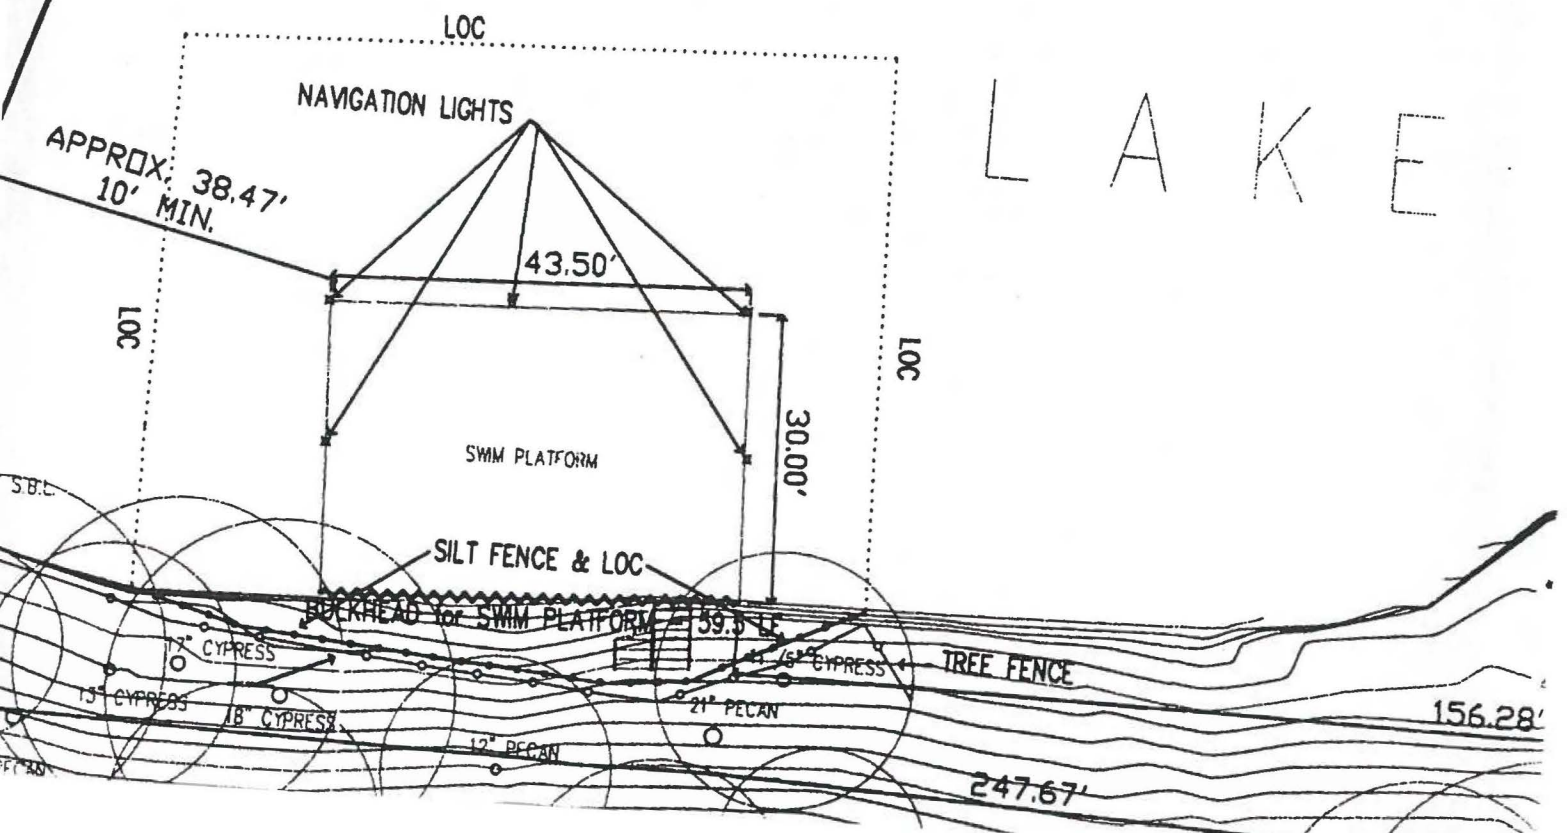 LOC
NAVIGATION LIGHTS
L A K E
APPROX. 38.47'
10' MIN.
43.50'
LOC
LOC
30.00'
SWIM PLATFORM
S.B.L.
SILT FENCE & LOC
BULKHEAD for SWIM PLATFORM = 59.5 LF
17" CYPRESS
CYPRESS
TREE FENCE
15" CYPRESS
18" CYPRESS
21" PECAN
156.28'
12" PECAN
PECAN
247.67'